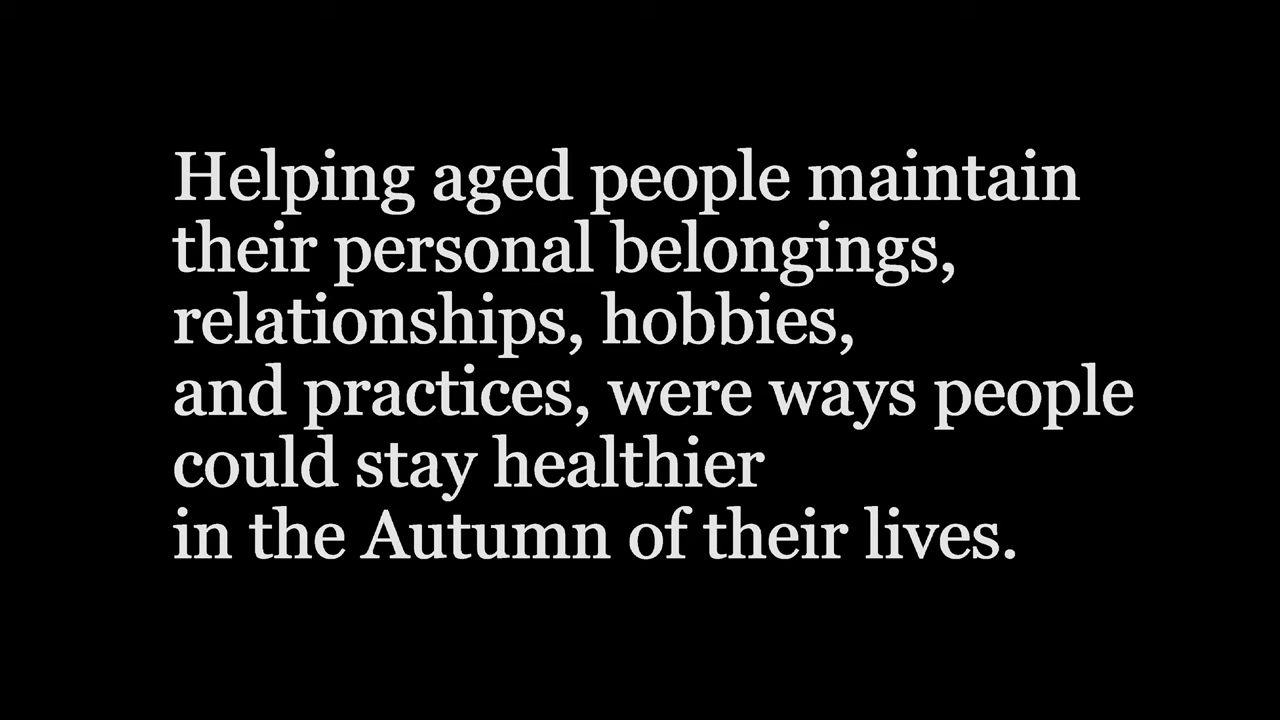 Helping aged people maintain
their personal belongings,
relationships, hobbies,
and practices, were ways people
could stay healthier
in the Autumn of their lives.